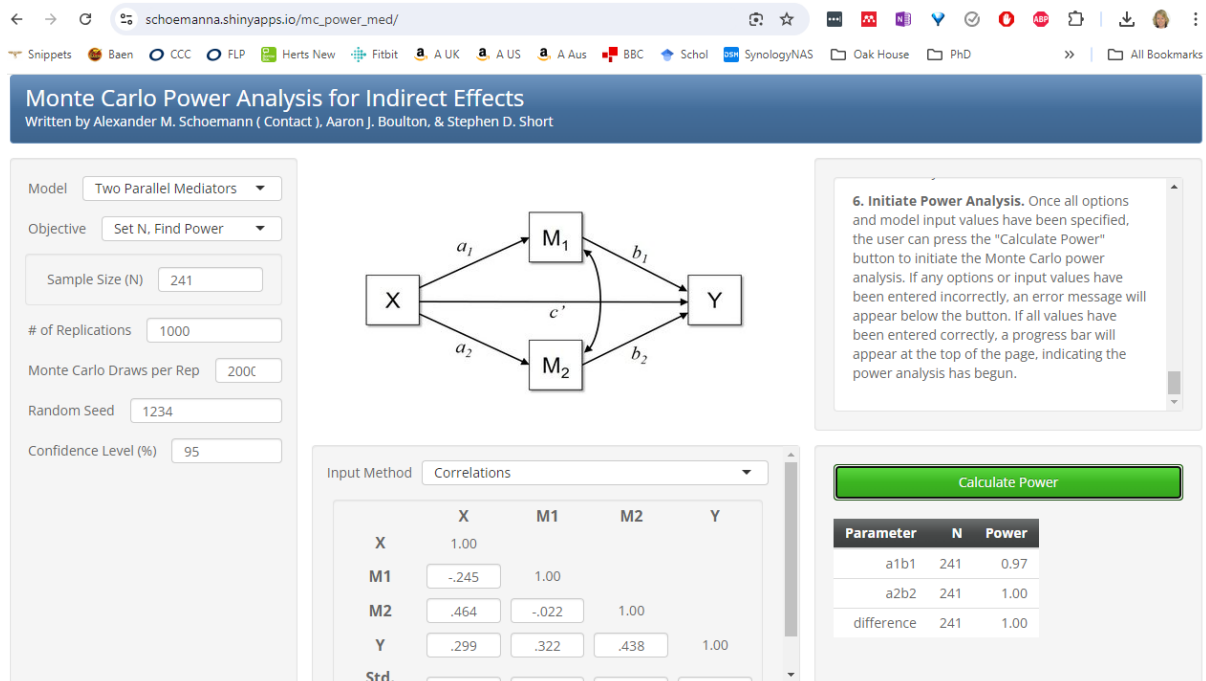 schoemanna.shinyapps.io/mc_power_med/
ABP
Snippets Baen CCC FLP Herts New Fitbit A UK A US A Aus BBC Schol DSM SynologyNAS Oak House PhD » All Bookmarks
Monte Carlo Power Analysis for Indirect Effects
Written by Alexander M. Schoemann ( Contact ), Aaron J. Boulton, & Stephen D. Short
Model Two Parallel Mediators
Objective Set N, Find Power
Sample Size (N) 241
# of Replications 1000
Monte Carlo Draws per Rep 2000
Random Seed 1234
Confidence Level (%) 95
M1
a1
b1
X
Y
c'
a2
b2
M2
6. Initiate Power Analysis. Once all options
and model input values have been specified,
the user can press the "Calculate Power"
button to initiate the Monte Carlo power
analysis. If any options or input values have
been entered incorrectly, an error message will
appear below the button. If all values have
been entered correctly, a progress bar will
appear at the top of the page, indicating the
power analysis has begun.
Input Method Correlations
X M1 M2 Y
X 1.00
M1 -.245 1.00
M2 .464 -.022 1.00
Y .299 .322 .438 1.00
Std.
Calculate Power
Parameter N Power
a1b1 241 0.97
a2b2 241 1.00
difference 241 1.00